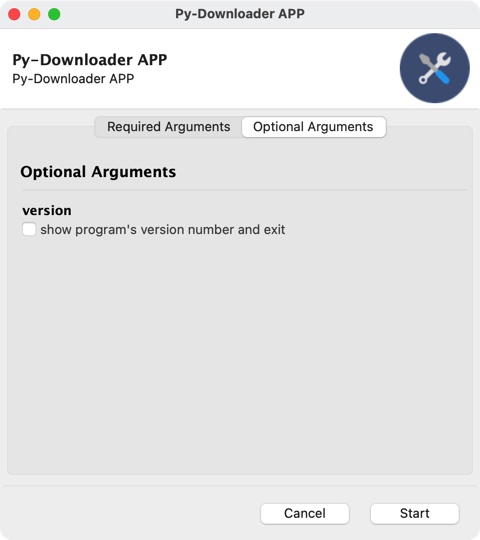 Py-Downloader APP
Py-Downloader APP
Py-Downloader APP
Required Arguments
Optional Arguments
Optional Arguments
version
show program's version number and exit
Cancel
Start